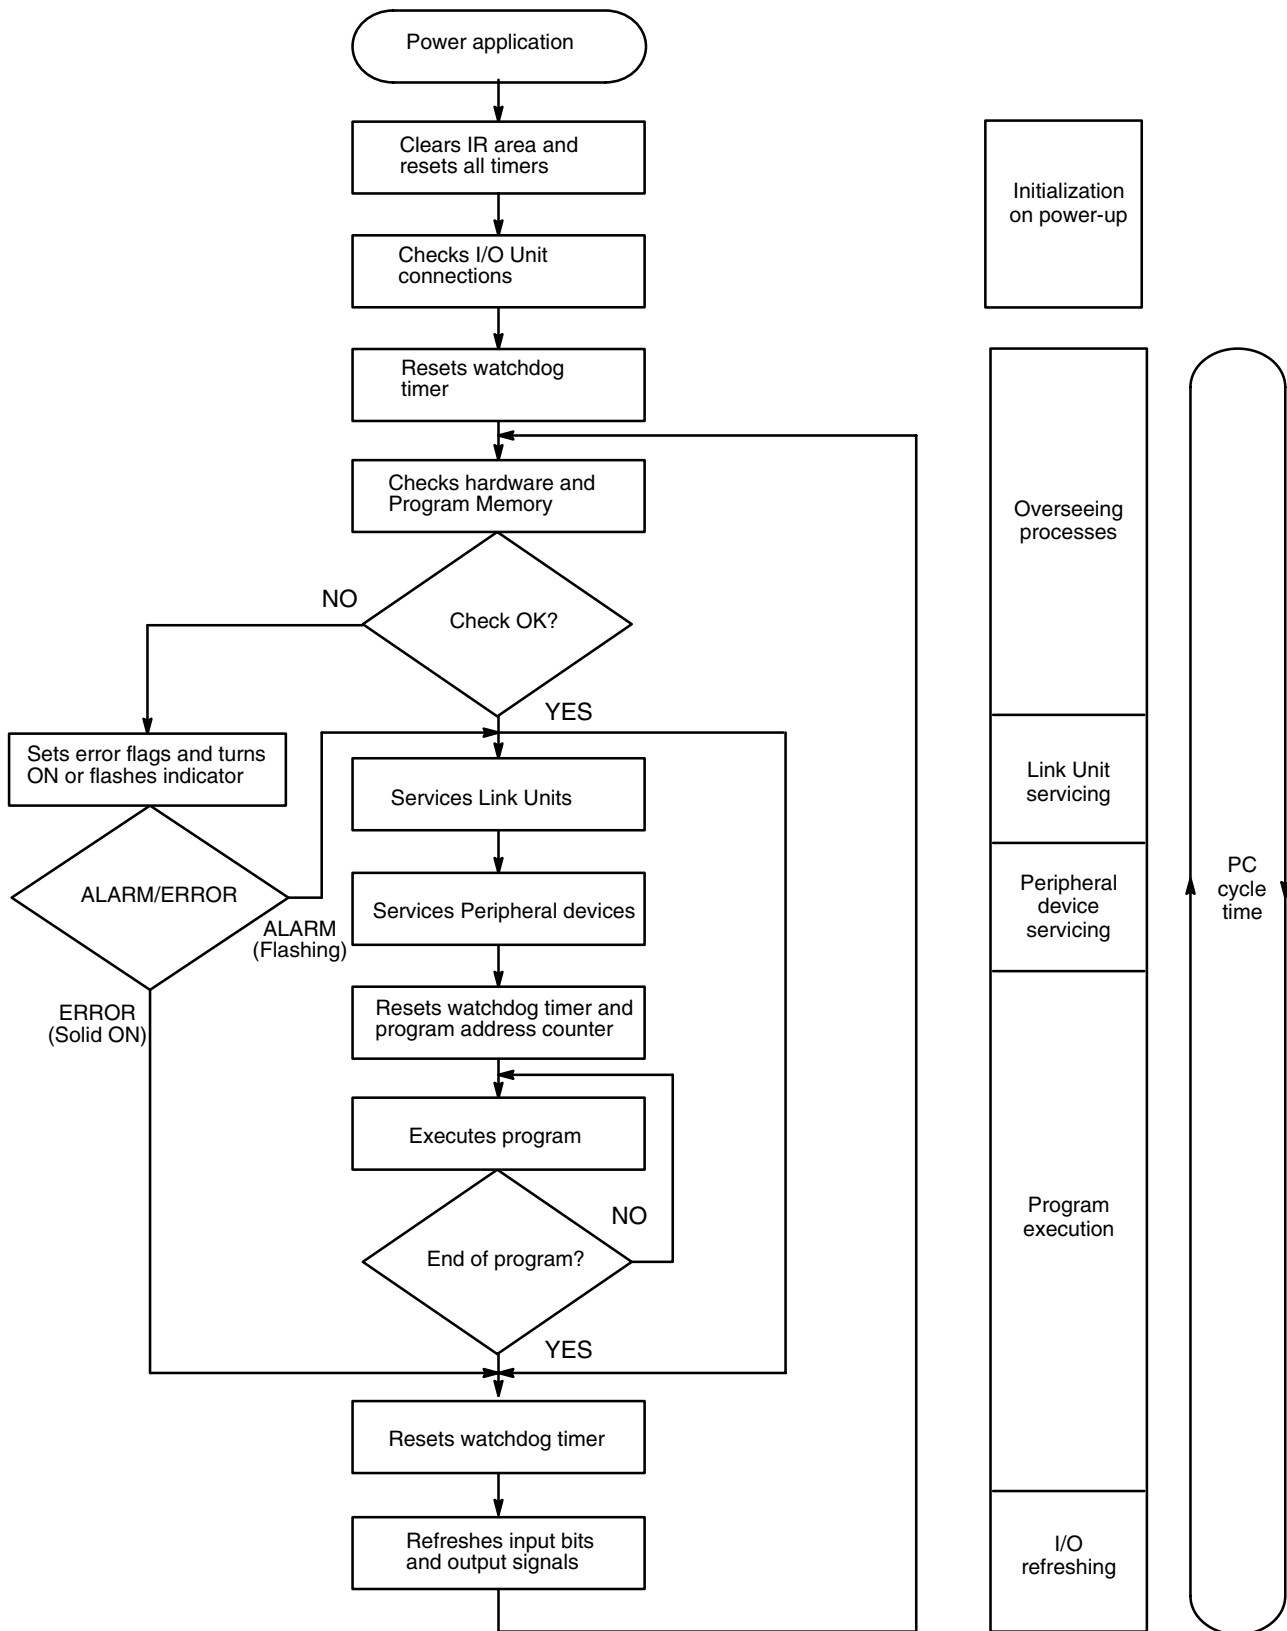 Power application
Clears IR area and
resets all timers
Checks I/O Unit
connections
Resets watchdog
timer
Checks hardware and
Program Memory
NO
Check OK?
YES
Sets error flags and turns
ON or flashes indicator
ALARM/ERROR
ALARM
(Flashing)
ERROR
(Solid ON)
Services Link Units
Services Peripheral devices
Resets watchdog timer and
program address counter
Executes program
NO
End of program?
YES
Resets watchdog timer
Refreshes input bits
and output signals
Initialization
on power-up
Overseeing
processes
Link Unit
servicing
Peripheral
device
servicing
Program
execution
I/O
refreshing
PC
cycle
time